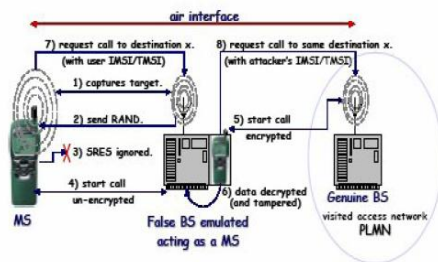 air interface
7) request call to destination x.
(with user IMSI/TMSI)
8) request call to same destination x.
(with attacker's IMSI/TMSI)
1) captures target.
2) send RAND.
3) SRES ignored.
4) start call
un-encrypted
5) start call
encrypted
6) data decrypted
(and tampered)
MS
False BS emulated
acting as a MS
Genuine BS
visited access network
PLMN